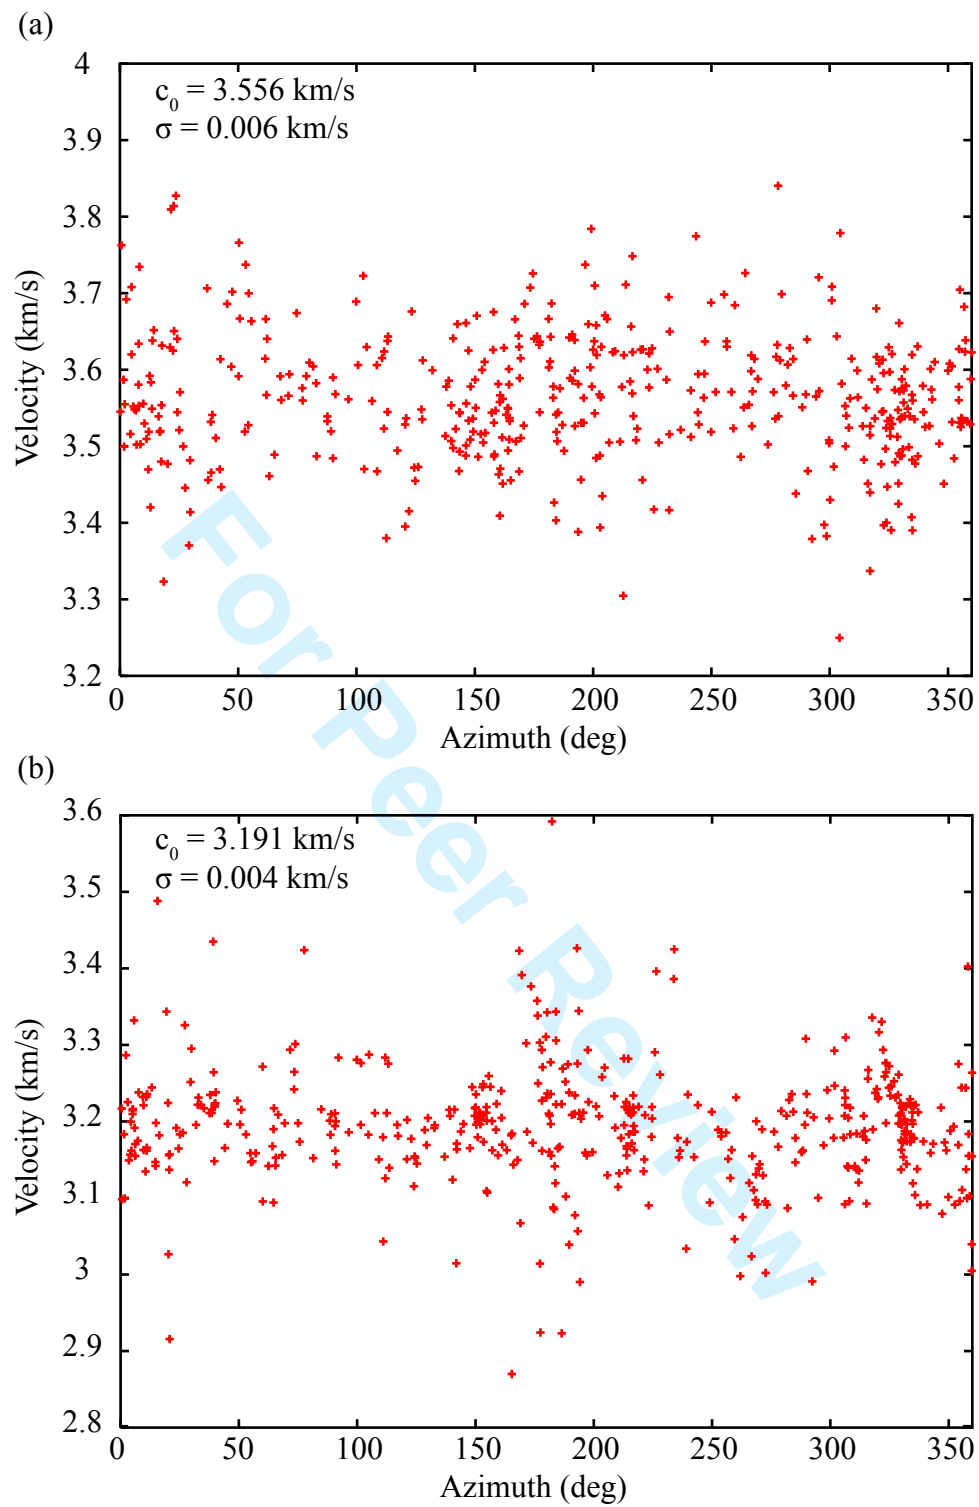 (a)
c₀ = 3.556 km/s
σ = 0.006 km/s
4
3.9
3.8
3.7
3.6
3.5
3.4
3.3
3.2
Velocity (km/s)
0 50 100 150 200 250 300 350
Azimuth (deg)
For Peer Review
(b)
c₀ = 3.191 km/s
σ = 0.004 km/s
3.6
3.5
3.4
3.3
3.2
3.1
3
2.9
2.8
Velocity (km/s)
0 50 100 150 200 250 300 350
Azimuth (deg)